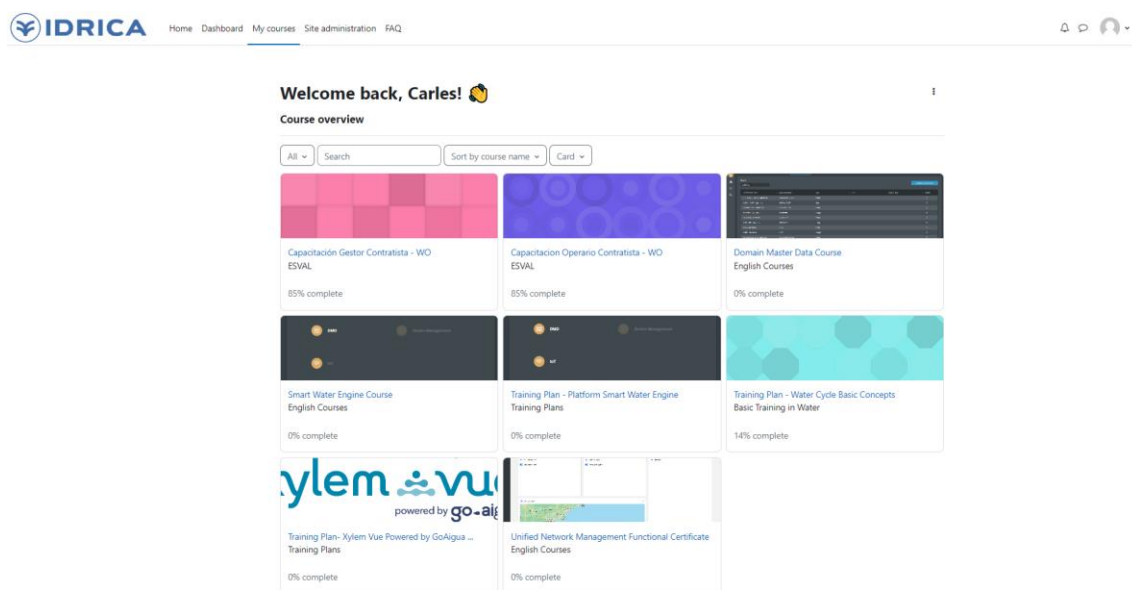 IDRICA
Home Dashboard My courses Site administration FAQ
Welcome back, Carles!
Course overview
All Search Sort by course name Card
Capacitación Gestor Contratista - WO
ESVAL
85% complete
Capacitacion Operario Contratista - WO
ESVAL
85% complete
Domain Master Data Course
English Courses
0% complete
Smart Water Engine Course
English Courses
0% complete
DMD
IoT
Training Plan - Platform Smart Water Engine
Training Plans
0% complete
Training Plan - Water Cycle Basic Concepts
Basic Training in Water
14% complete
xylem vue
powered by go-aig
Training Plan- Xylem Vue Powered by GoAigua ...
Training Plans
0% complete
Unified Network Management Functional Certificate
English Courses
0% complete